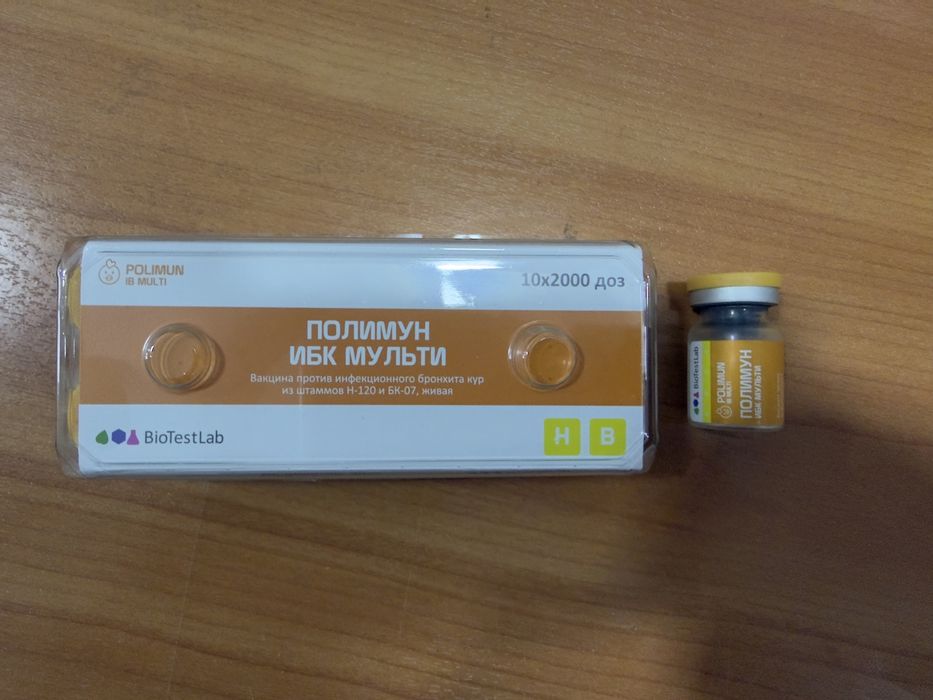 POLIMUN
IB MULTI
10x2000 доз
ПОЛИМУН
ИБК МУЛЬТИ
Вакцина против инфекционного бронхита кур
из штаммов Н-120 и БК-07, живая
BioTestLab
H
B
BioTestLab
POLIMUN
IB MULTI
ПОЛИМУН
ИБК МУЛЬТИ